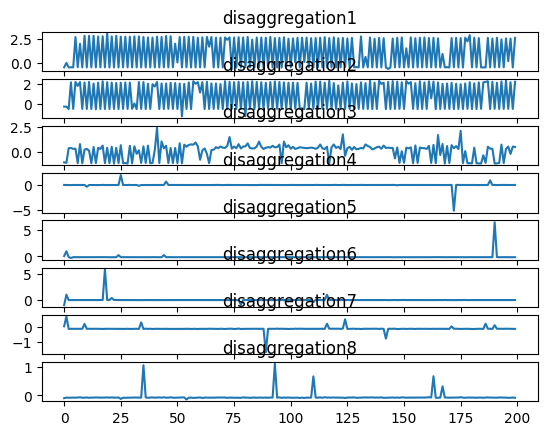 disaggregation1
2.5
0.0
disaggregation2
2
0
disaggregation3
2.5
0.0
disaggregation4
0
−5
disaggregation5
5
0
disaggregation6
5
0
disaggregation7
0
−1
disaggregation8
1
0
0 25 50 75 100 125 150 175 200